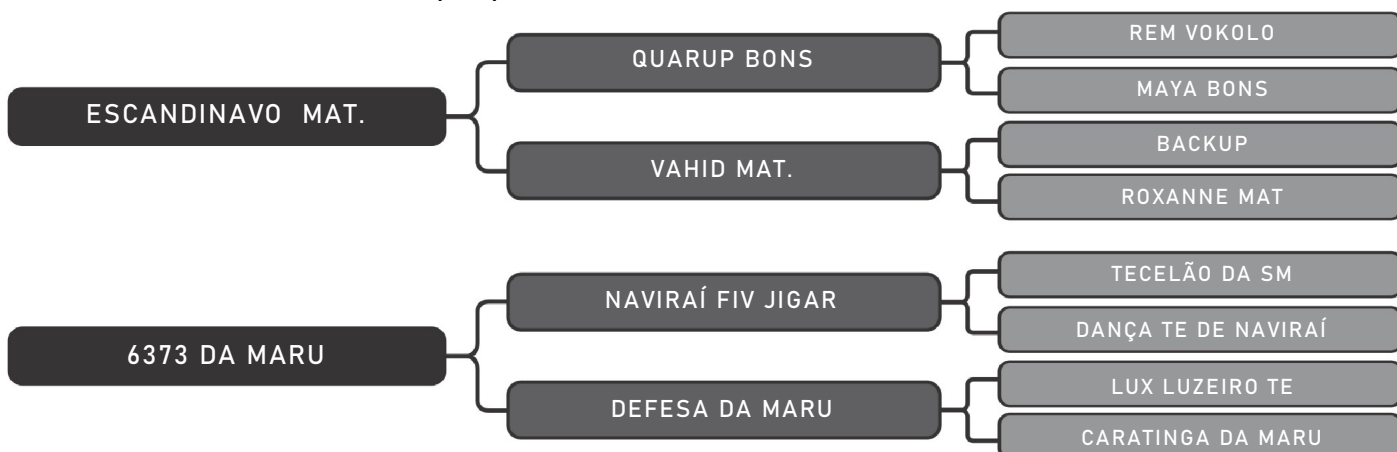 REM VOKOLO
QUARUP BONS
MAYA BONS
ESCANDINAVO MAT.
BACKUP
VAHID MAT.
ROXANNE MAT
TECELÃO DA SM
NAVIRAÍ FIV JIGAR
DANÇA TE DE NAVIRAÍ
6373 DA MARU
LUX LUZEIRO TE
DEFESA DA MARU
CARATINGA DA MARU